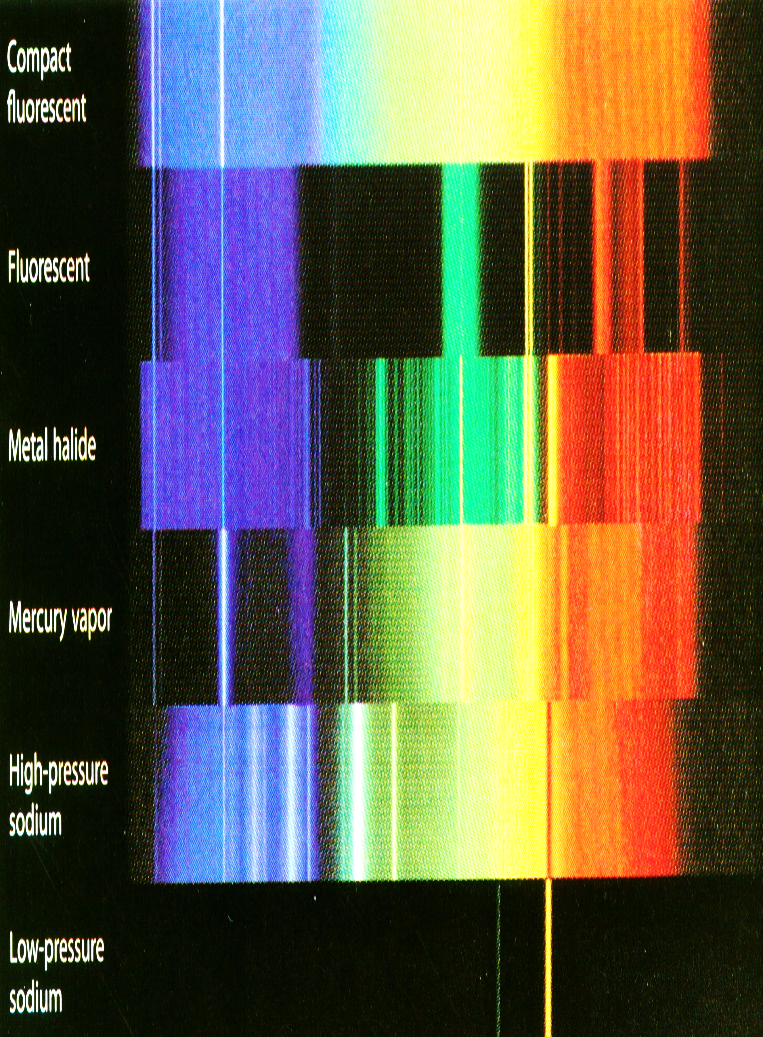 Compact
fluorescent
Fluorescent
Metal halide
Mercury vapor
High-pressure
sodium
Low-pressure
sodium